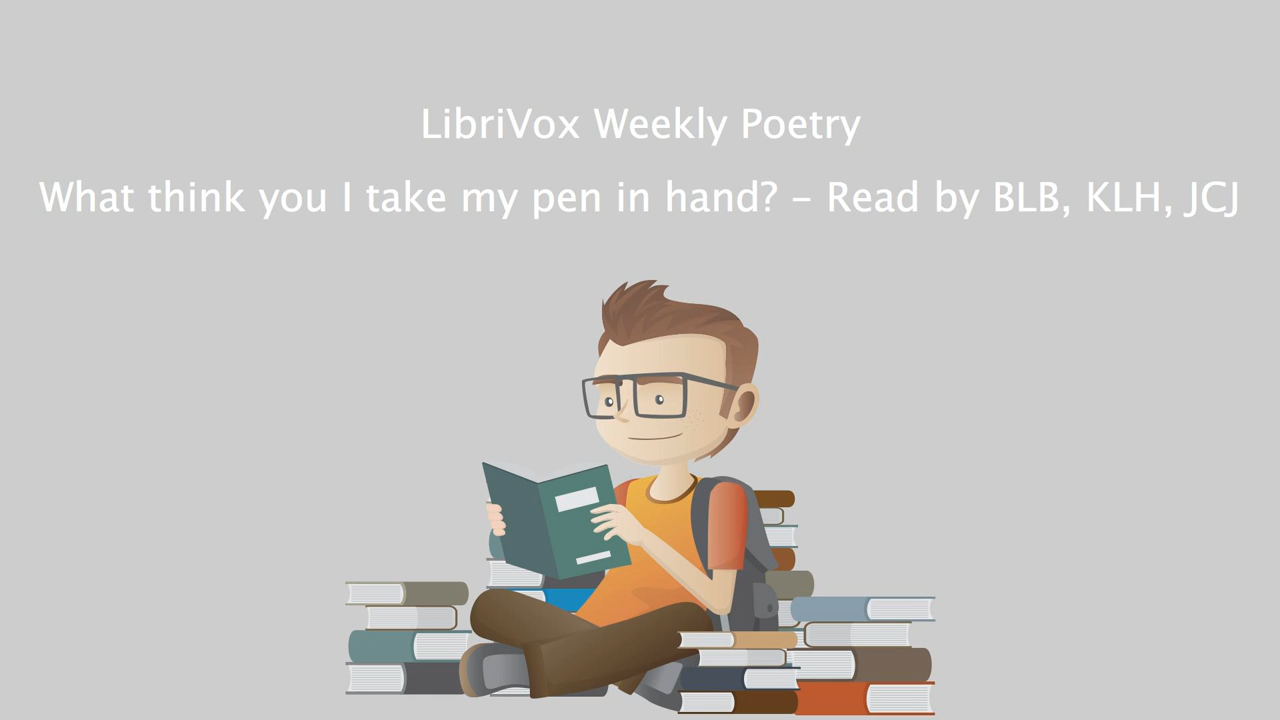 LibriVox Weekly Poetry
What think you I take my pen in hand? – Read by BLB, KLH, JCJ